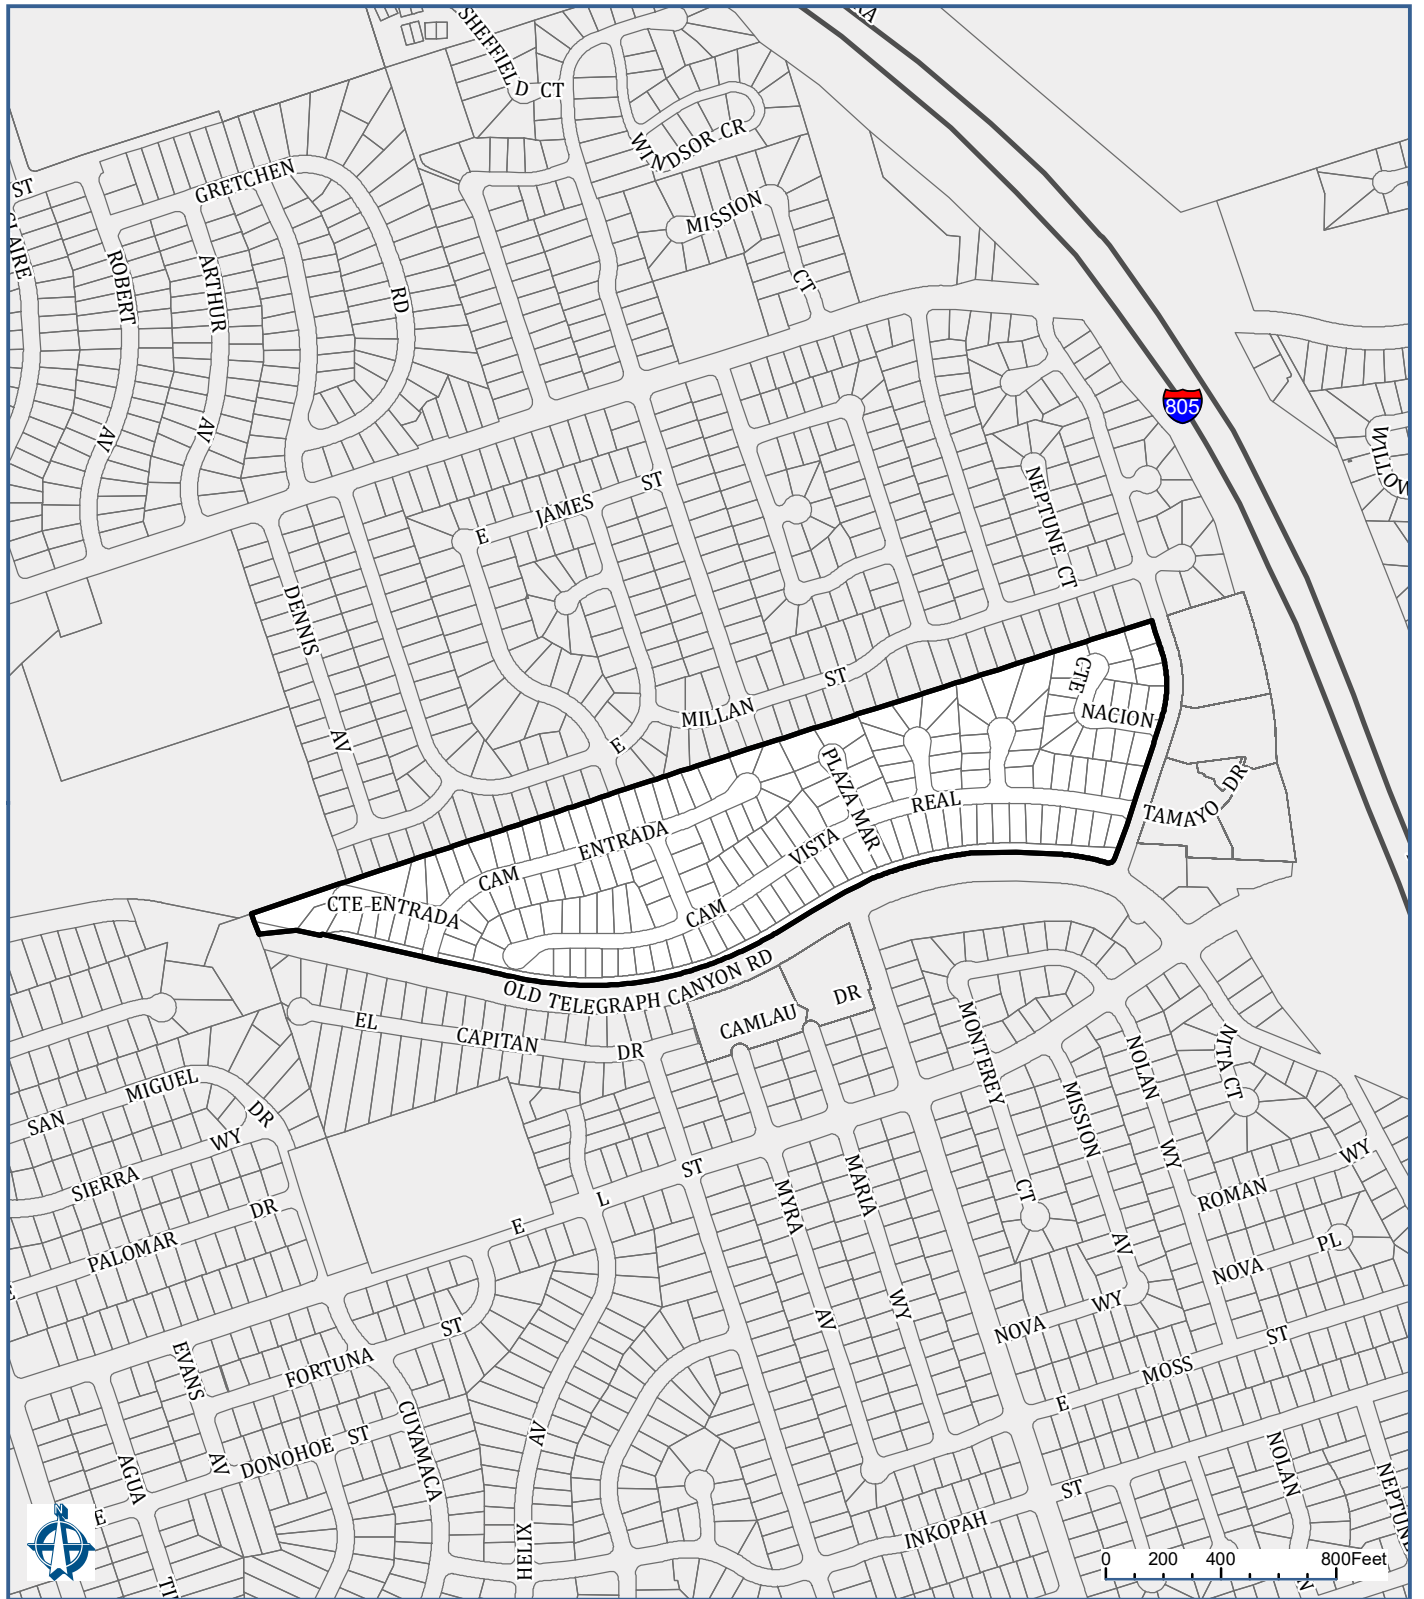 SHEFFIELD CT
D
WINDSOR CR
MISSION
CT
GRETCHEN
RD
ST
CLAIRE
ROBERT
AV
ARTHUR
AV
805
WILLOW
NEPTUNE CT
E JAMES ST
DENNIS
AV
E MILLAN ST
CTE
NACION
PLAZA MAR
TAMAYO DR
CAM ENTRADA
CTE ENTRADA
CAM VISTA REAL
OLD TELEGRAPH CANYON RD
EL CAPITAN DR
CAMLAU DR
MONTEREY
CT
MISSION
AV
NOLAN
WY
VITA CT
SAN MIGUEL DR
SIERRA WY
PALOMAR DR
E L ST
MYRA
AV
MARIA
WY
ROMAN WY
NOVA PL
NOVA WY
E MOSS ST
EVANS
AV
FORTUNA ST
E DONOHOE ST
CUYAMACA
AGUA
HELIX
AV
INKOPAH ST
NOLAN
NEPTUNE
N
0 200 400 800Feet